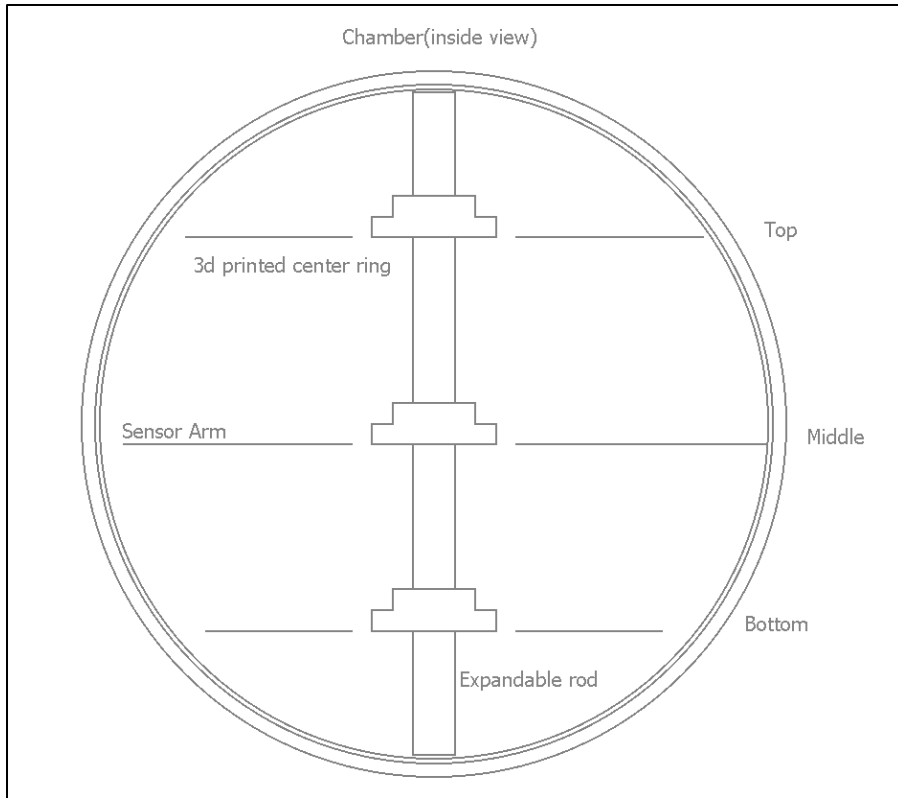 Chamber(inside view)
Top
3d printed center ring
Sensor Arm
Middle
Bottom
Expandable rod